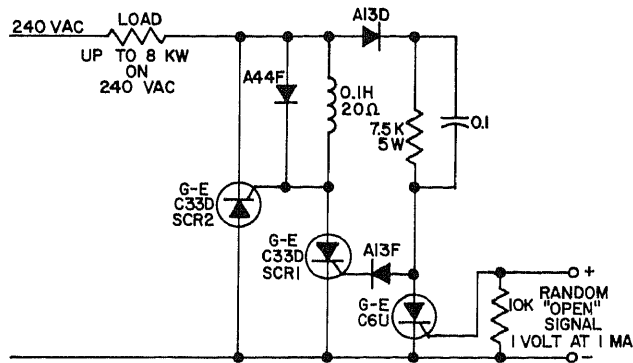 240 VAC
LOAD
UP TO 8 KW
ON
240 VAC
A13D
A44F
0.1H
20Ω
7.5K
5W
0.1
G-E
C33D
SCR2
G-E
C33D
SCR1
A13F
G-E
C6U
10K
+
RANDOM
"OPEN"
SIGNAL
1 VOLT AT 1 MA
−